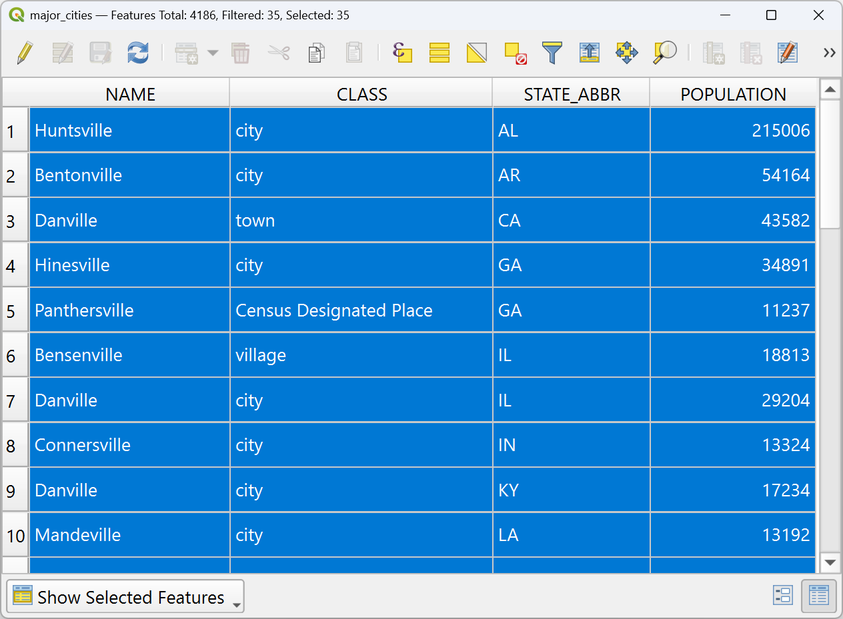 major_cities — Features Total: 4186, Filtered: 35, Selected: 35
NAME CLASS STATE_ABBR POPULATION
1 Huntsville city AL 215006
2 Bentonville city AR 54164
3 Danville town CA 43582
4 Hinesville city GA 34891
5 Panthersville Census Designated Place GA 11237
6 Bensenville village IL 18813
7 Danville city IL 29204
8 Connersville city IN 13324
9 Danville city KY 17234
10 Mandeville city LA 13192
Show Selected Features